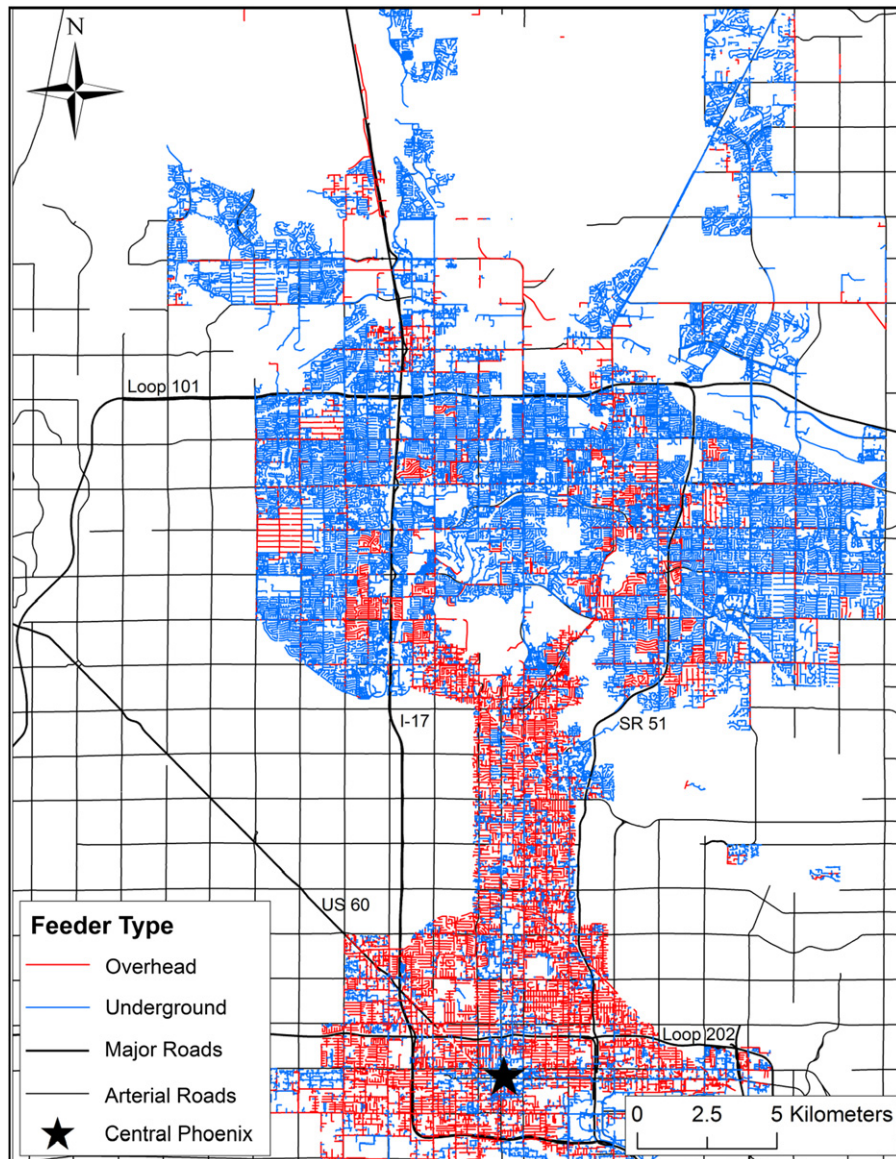 N
Loop 101
I-17
SR 51
US 60
Loop 202
Feeder Type
Overhead
Underground
Major Roads
Arterial Roads
Central Phoenix
0 2.5 5 Kilometers